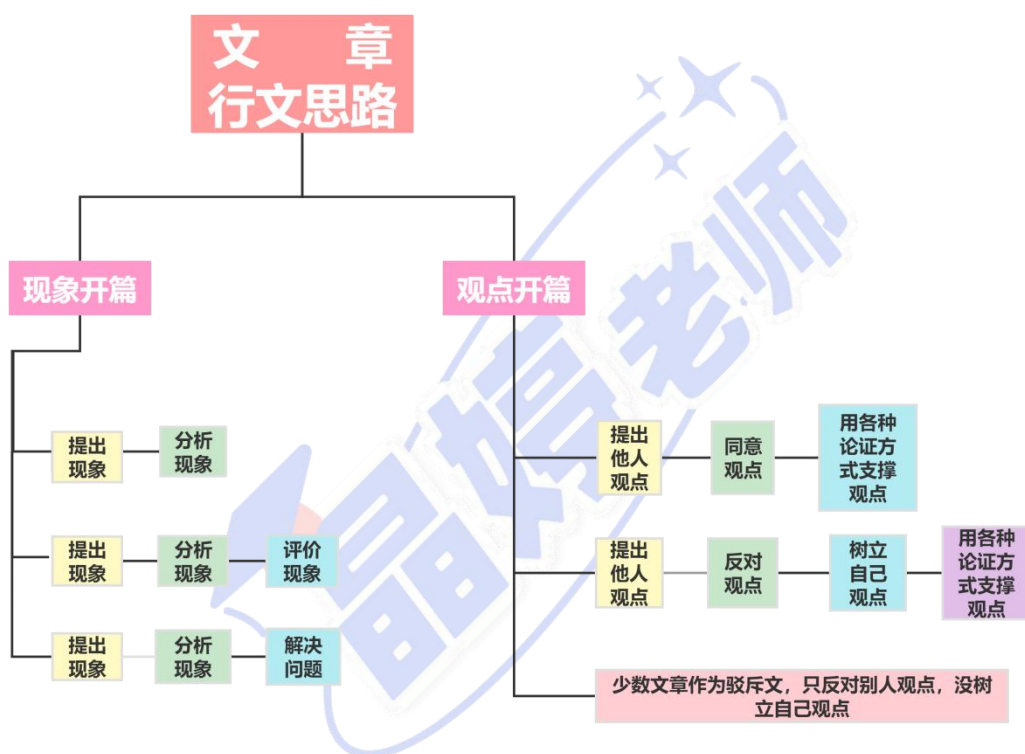 文 章
行文思路
现象开篇
提出
现象
分析
现象
提出
现象
分析
现象
评价
现象
提出
现象
分析
现象
解决
问题
观点开篇
提出
他人
观点
同意
观点
用各种
论证方
式支撑
观点
提出
他人
观点
反对
观点
树立
自己
观点
用各种
论证方
式支撑
观点
少数文章作为驳斥文，只反对别人观点，没树
立自己观点
晶婷老师